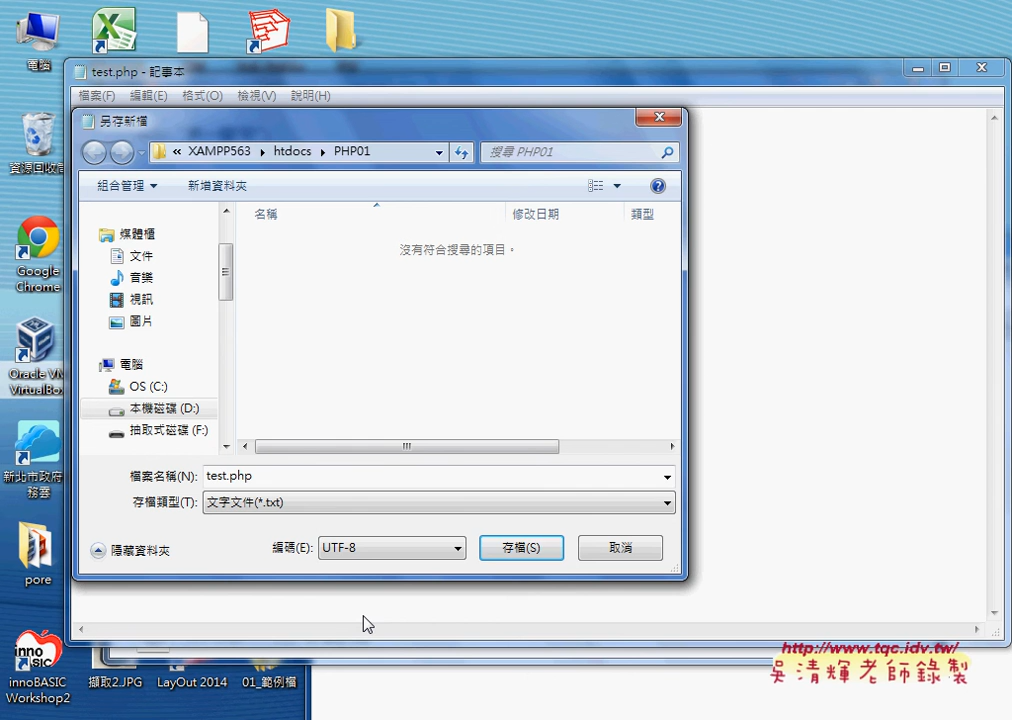 電腦
test.php - 記事本
檔案(F) 編輯(E) 格式(O) 檢視(V) 說明(H)
另存新檔
« XAMPP563 htdocs PHP01
搜尋 PHP01
組合管理 新增資料夾
名稱 修改日期 類型
沒有符合搜尋的項目。
媒體櫃
文件
音樂
視訊
圖片
電腦
OS (C:)
本機磁碟 (D:)
抽取式磁碟 (F:)
檔案名稱(N): test.php
存檔類型(T): 文字文件(*.txt)
隱藏資料夾
編碼(E): UTF-8
存檔(S) 取消
資源回收
Google
Chrome
Oracle VM
VirtualBox
新北市政府
務雲
pore
innoBASIC
Workshop2
擷取2.JPG
LayOut 2014
01_範例檔
http://www.tqc.idv.tw/
吳清輝老師錄製